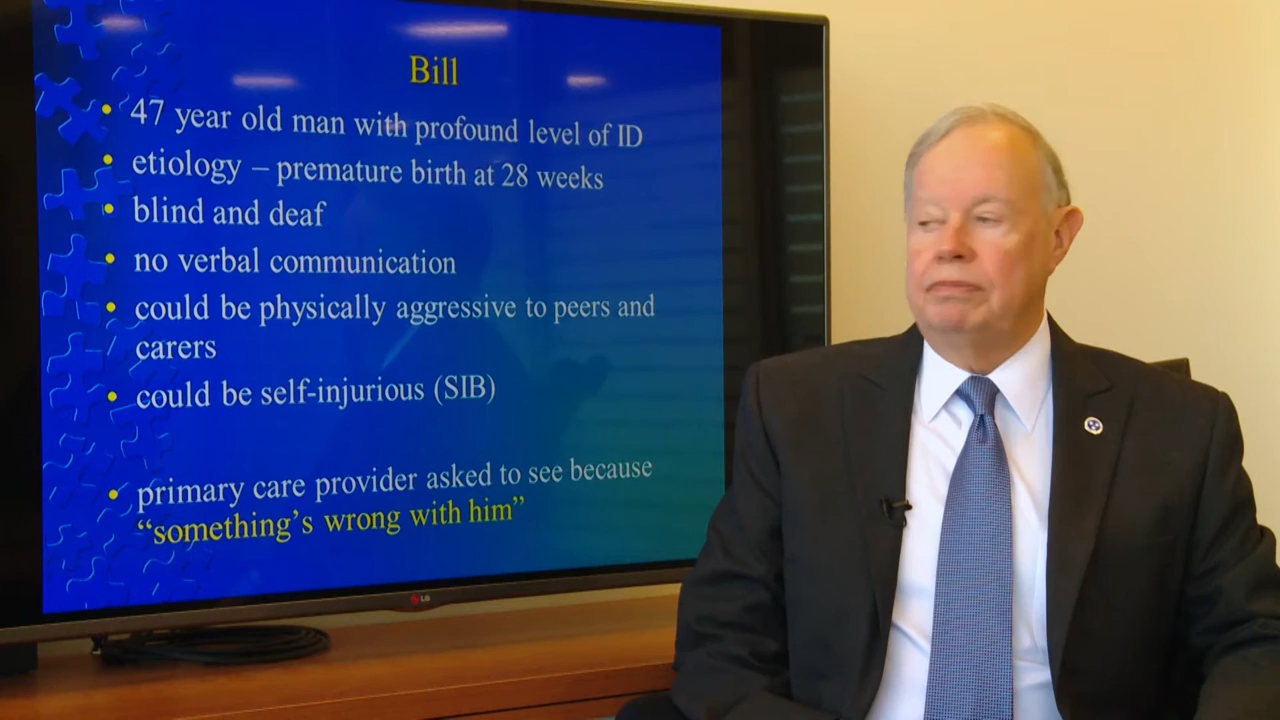 Bill
• 47 year old man with profound level of ID
• etiology – premature birth at 28 weeks
• blind and deaf
• no verbal communication
• could be physically aggressive to peers and
carers
• could be self-injurious (SIB)
• primary care provider asked to see because
“something’s wrong with him”
LG